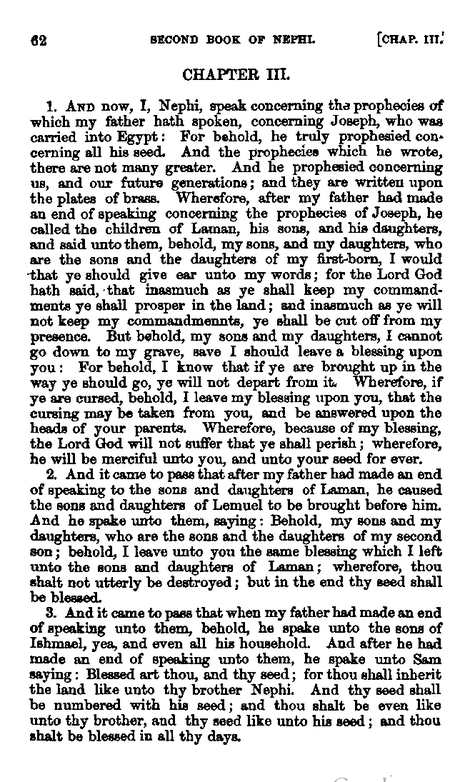 62 SECOND BOOK OF NEPHI. [CHAP. III.
CHAPTER III.
1. AND now, I, Nephi, speak concerning the prophecies of
which my father hath spoken, concerning Joseph, who was
carried into Egypt: For behold, he truly prophesied con-
cerning all his seed. And the prophecies which he wrote,
there are not many greater. And he prophesied concerning
us, and our future generations; and they are written upon
the plates of brass. Wherefore, after my father had made
an end of speaking concerning the prophecies of Joseph, he
called the children of Laman, his sons, and his daughters,
and said unto them, behold, my sons, and my daughters, who
are the sons and the daughters of my first-born, I would
that ye should give ear unto my words; for the Lord God
hath said, that inasmuch as ye shall keep my command-
ments ye shall prosper in the land; and inasmuch as ye will
not keep my commandmennts, ye shall be cut off from my
presence. But behold, my sons and my daughters, I cannot
go down to my grave, save I should leave a blessing upon
you: For behold, I know that if ye are brought up in the
way ye should go, ye will not depart from it. Wherefore, if
ye are cursed, behold, I leave my blessing upon you, that the
cursing may be taken from you, and be answered upon the
heads of your parents. Wherefore, because of my blessing,
the Lord God will not suffer that ye shall perish; wherefore,
he will be merciful unto you, and unto your seed for ever.
2. And it came to pass that after my father had made an end
of speaking to the sons and daughters of Laman, he caused
the sons and daughters of Lemuel to be brought before him.
And he spake unto them, saying: Behold, my sons and my
daughters, who are the sons and the daughters of my second
son; behold, I leave unto you the same blessing which I left
unto the sons and daughters of Laman; wherefore, thou
shalt not utterly be destroyed; but in the end thy seed shall
be blessed.
3. And it came to pass that when my father had made an end
of speaking unto them, behold, he spake unto the sons of
Ishmael, yea, and even all his household. And after he had
made an end of speaking unto them, he spake unto Sam
saying: Blessed art thou, and thy seed; for thou shalt inherit
the land like unto thy brother Nephi. And thy seed shall
be numbered with his seed; and thou shalt be even like
unto thy brother, and thy seed like unto his seed; and thou
shalt be blessed in all thy days.